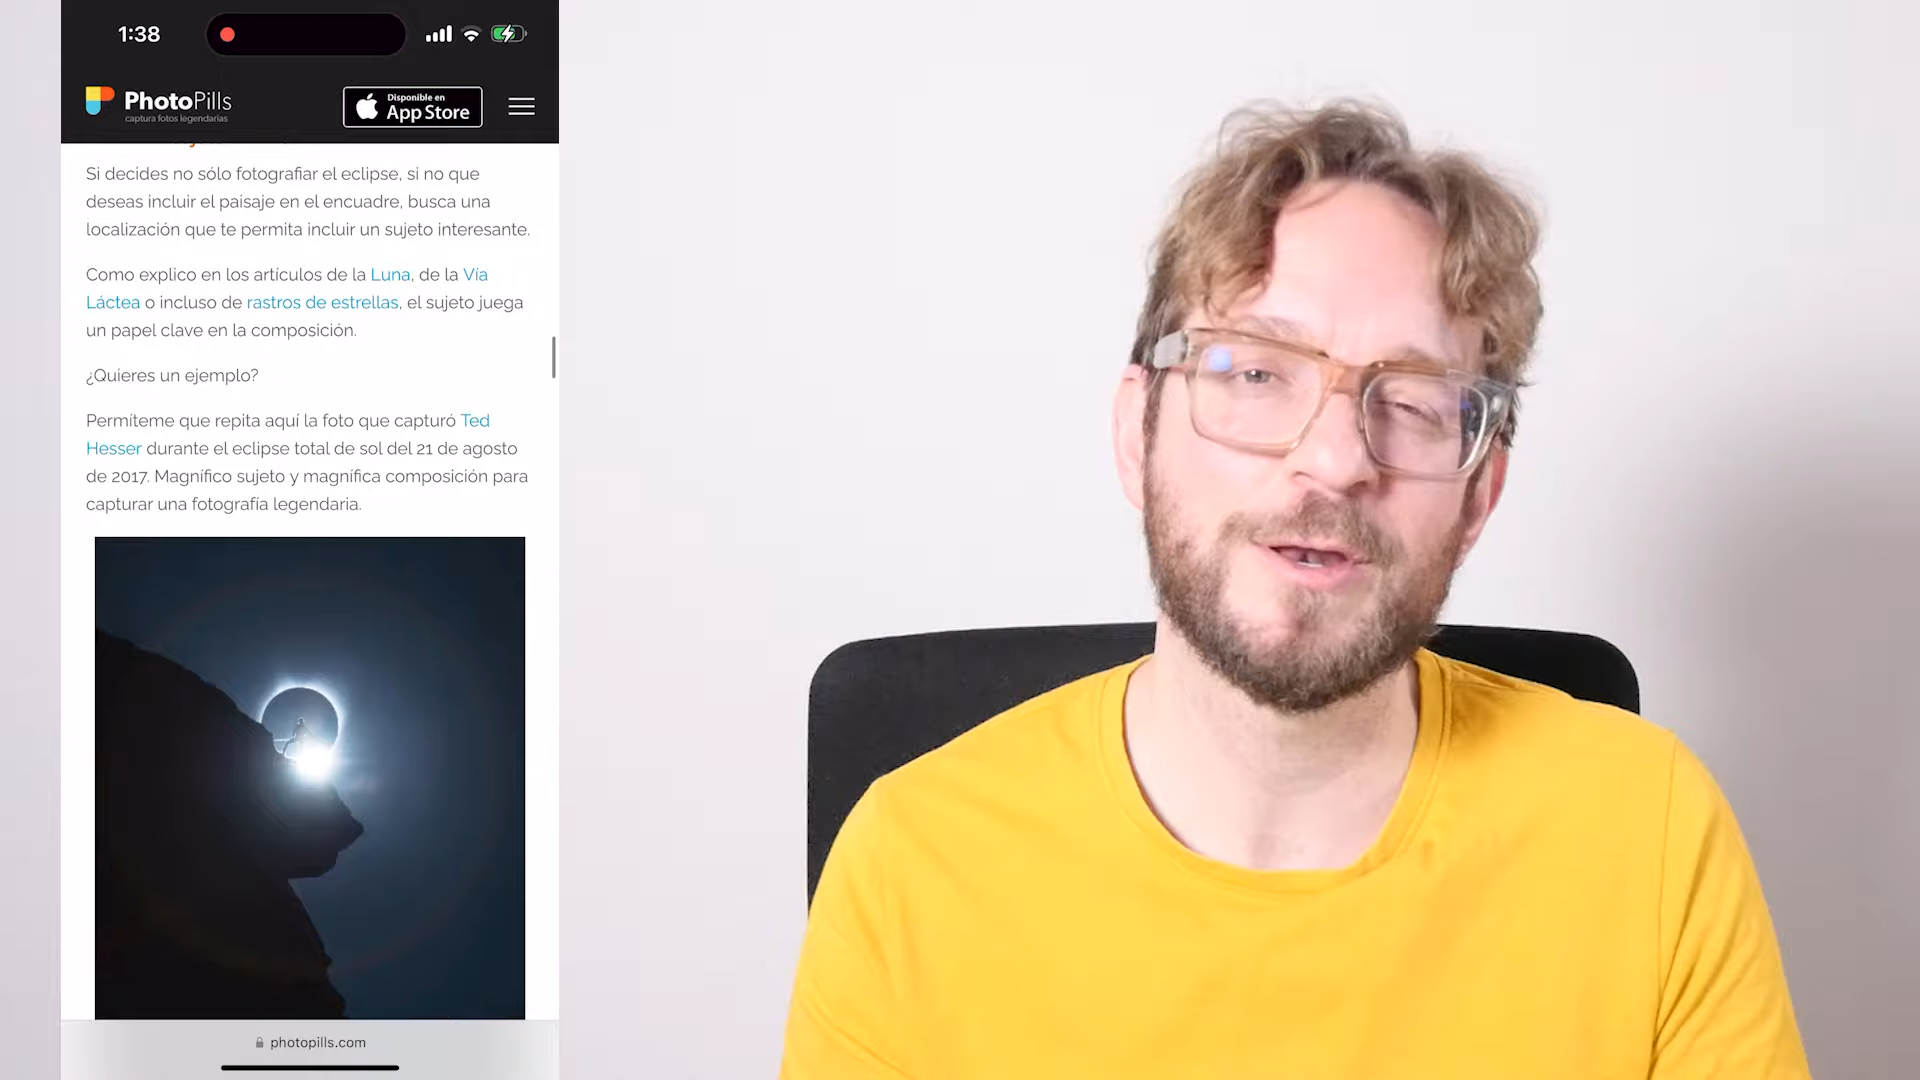 1:38
PhotoPills
captura fotos legendarias
Disponible en
App Store
Si decides no sólo fotografiar el eclipse, si no que
deseas incluir el paisaje en el encuadre, busca una
localización que te permita incluir un sujeto interesante.
Como explico en los artículos de la Luna, de la Vía
Láctea o incluso de rastros de estrellas, el sujeto juega
un papel clave en la composición.
¿Quieres un ejemplo?
Permíteme que repita aquí la foto que capturó Ted
Hesser durante el eclipse total de sol del 21 de agosto
de 2017. Magnífico sujeto y magnífica composición para
capturar una fotografía legendaria.
photopills.com